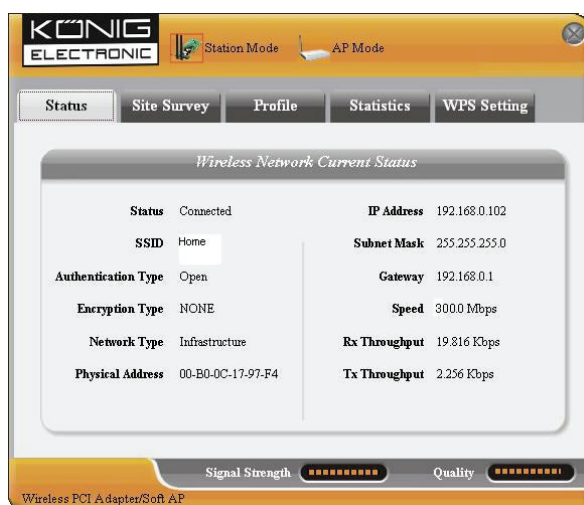 KÖNIG
ELECTRONIC
Station Mode
AP Mode
Status
Site Survey
Profile
Statistics
WPS Setting
Wireless Network Current Status
Status Connected
SSID Home
Authentication Type Open
Encryption Type NONE
Network Type Infrastructure
Physical Address 00-B0-0C-17-97-F4
IP Address 192.168.0.102
Subnet Mask 255.255.255.0
Gateway 192.168.0.1
Speed 300.0 Mbps
Rx Throughput 19.816 Kbps
Tx Throughput 2.256 Kbps
Signal Strength
Quality
Wireless PCI Adapter/Soft AP